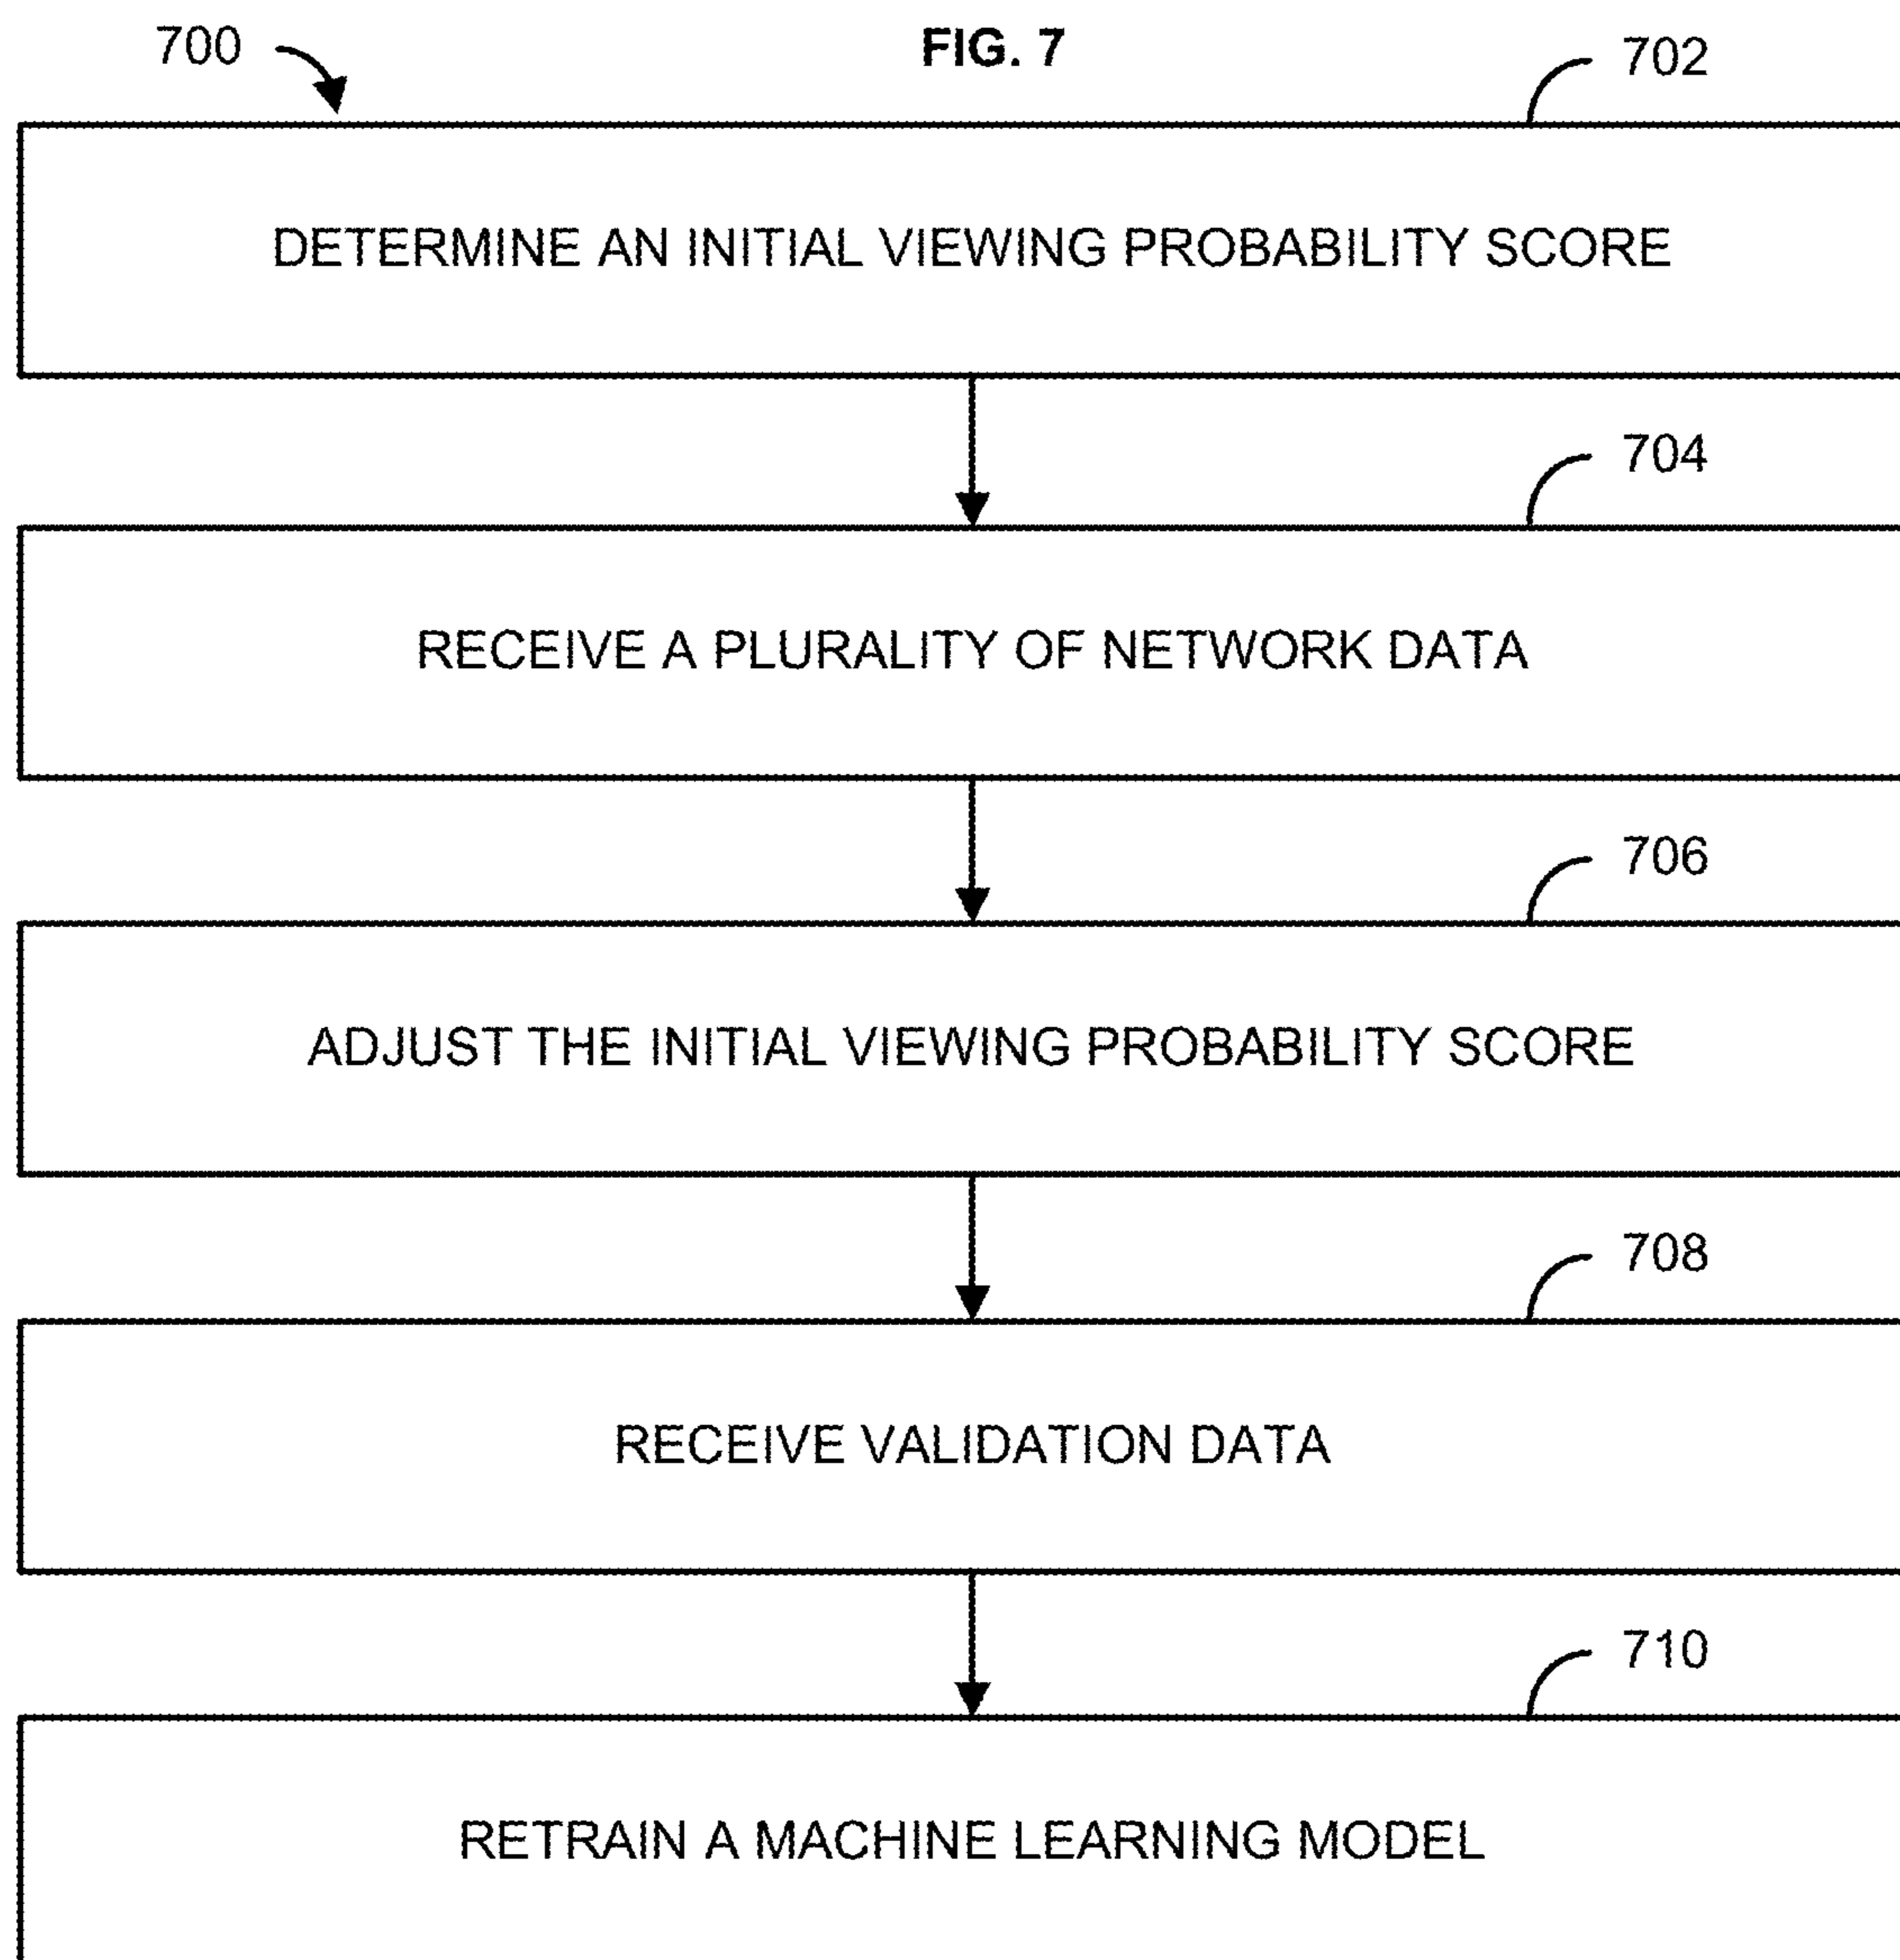 700
FIG. 7
702
DETERMINE AN INITIAL VIEWING PROBABILITY SCORE
704
RECEIVE A PLURALITY OF NETWORK DATA
706
ADJUST THE INITIAL VIEWING PROBABILITY SCORE
708
RECEIVE VALIDATION DATA
710
RETRAIN A MACHINE LEARNING MODEL